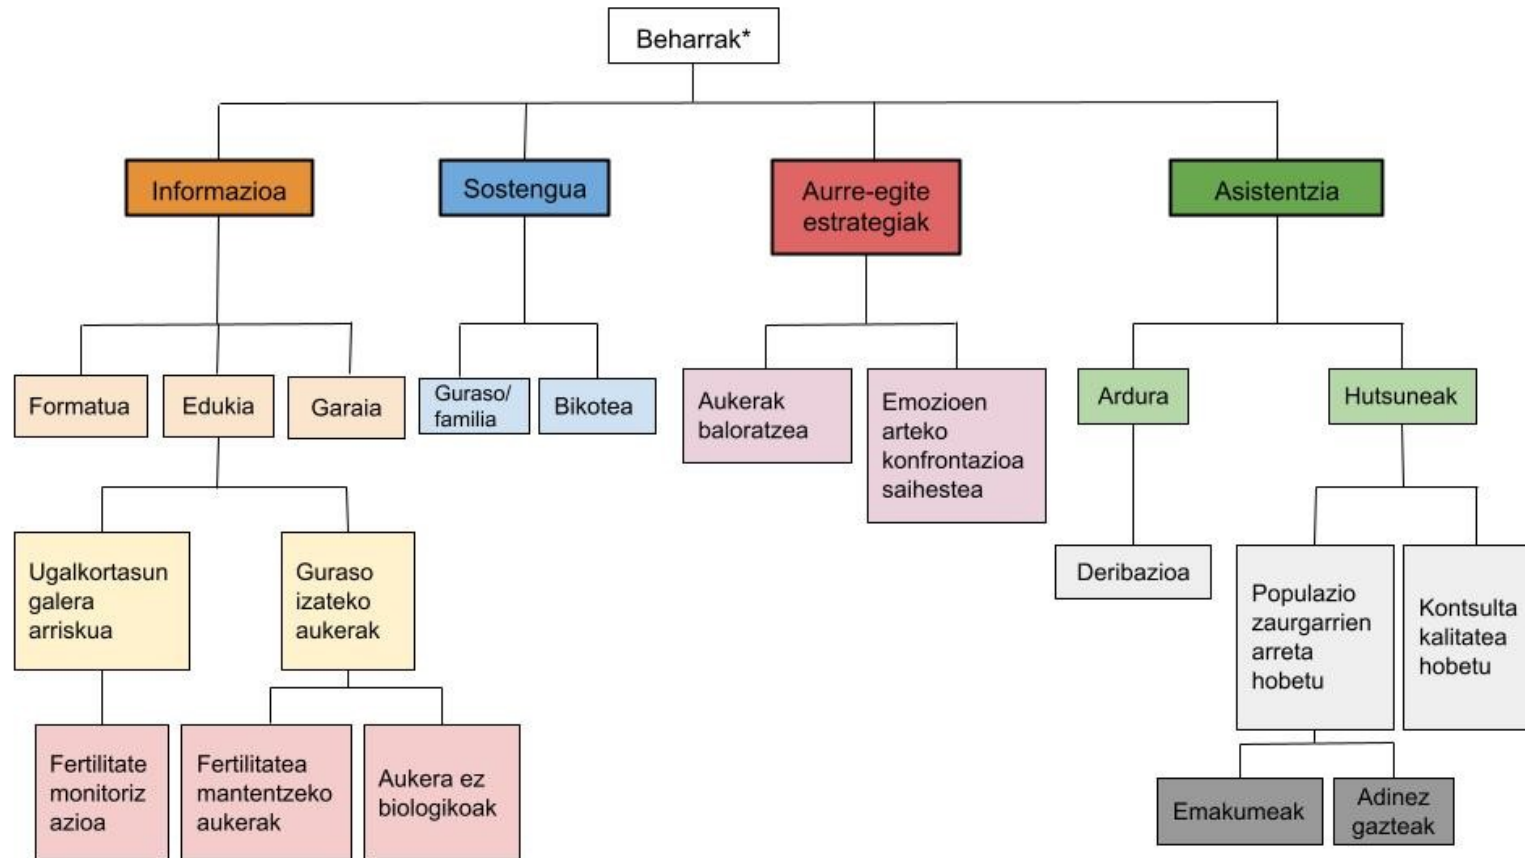 Beharrak*
Informazioa
Sostengua
Aurre-egite
estrategiak
Asistentzia
Formatua
Edukia
Garaia
Guraso/
familia
Bikotea
Aukerak
baloratzea
Emozioen
arteko
konfrontazioa
saihestea
Ardura
Hutsuneak
Ugalkortasun
galera
arriskua
Guraso
izateko
aukerak
Deribazioa
Populazio
zaurgarrien
arreta
hobetu
Kontsulta
kalitatea
hobetu
Fertilitate
monitoriz
azioa
Fertilitatea
mantentzeko
aukerak
Aukera ez
biologikoak
Emakumeak
Adinez
gazteak